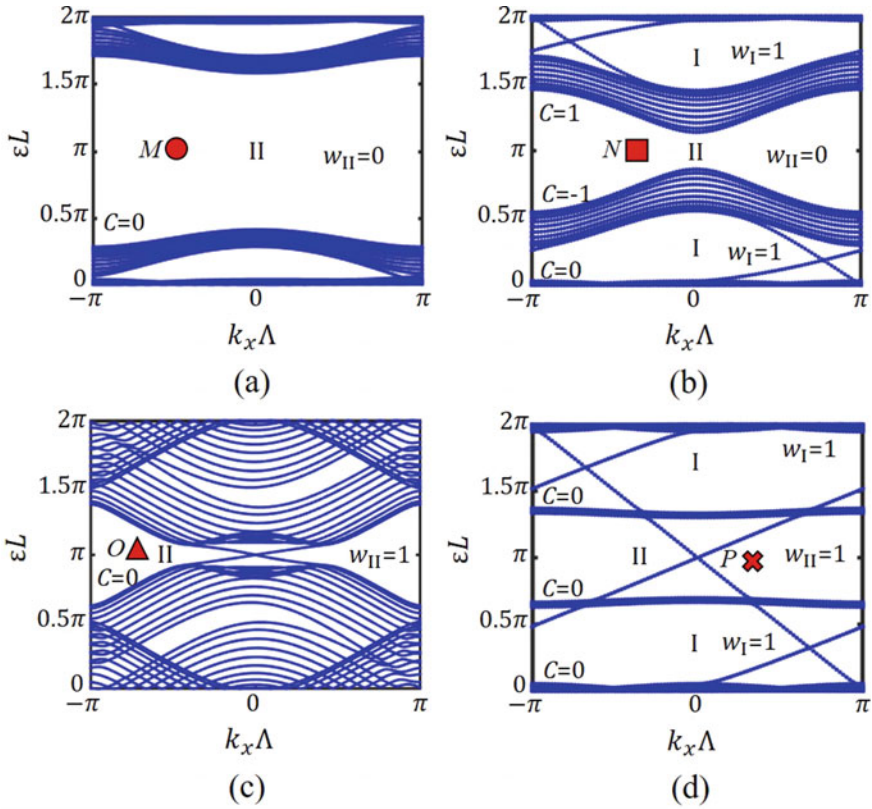 2π
1.5π
εL
π
0.5π
0
M
II
w_II=0
C=0
−π
0
π
k_xΛ
(a)
2π
1.5π
εL
π
0.5π
0
I
w_I=1
C=1
N
II
w_II=0
C=-1
I
w_I=1
C=0
−π
0
π
k_xΛ
(b)
2π
1.5π
εL
π
0.5π
0
O
II
w_II=1
C=0
−π
0
π
k_xΛ
(c)
2π
1.5π
εL
π
0.5π
0
I
w_I=1
C=0
II
P
w_II=1
C=0
I
w_I=1
C=0
−π
0
π
k_xΛ
(d)